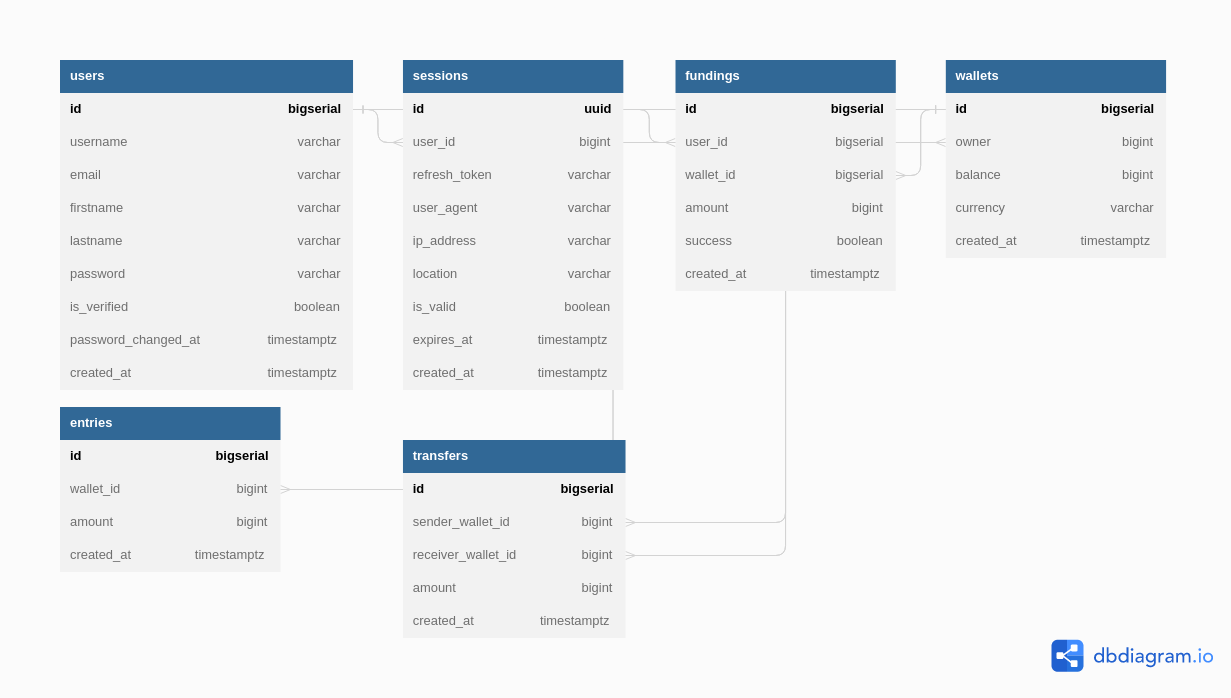 users
id bigserial
username varchar
email varchar
firstname varchar
lastname varchar
password varchar
is_verified boolean
password_changed_at timestamptz
created_at timestamptz
sessions
id uuid
user_id bigint
refresh_token varchar
user_agent varchar
ip_address varchar
location varchar
is_valid boolean
expires_at timestamptz
created_at timestamptz
fundings
id bigserial
user_id bigserial
wallet_id bigserial
amount bigint
success boolean
created_at timestamptz
wallets
id bigserial
owner bigint
balance bigint
currency varchar
created_at timestamptz
entries
id bigserial
wallet_id bigint
amount bigint
created_at timestamptz
transfers
id bigserial
sender_wallet_id bigint
receiver_wallet_id bigint
amount bigint
created_at timestamptz
dbdiagram.io